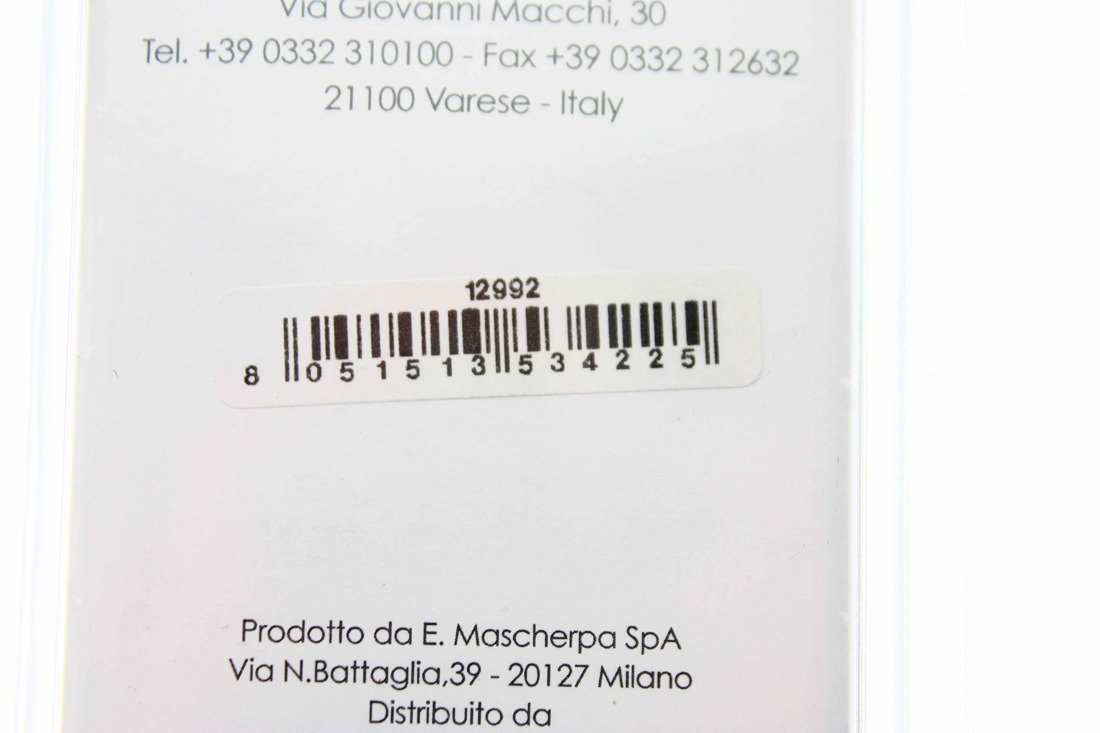 Via Giovanni Macchi, 30
Tel. +39 0332 310100 - Fax +39 0332 312632
21100 Varese - Italy
12992
8 051513 534225
Prodotto da E. Mascherpa SpA
Via N.Battaglia,39 - 20127 Milano
Distribuito da